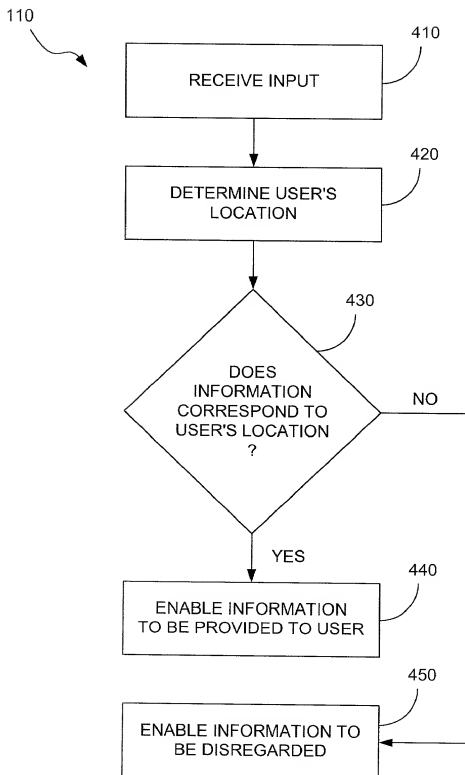 110
410
RECEIVE INPUT
420
DETERMINE USER'S
LOCATION
430
DOES
INFORMATION
CORRESPOND TO
USER'S LOCATION
?
NO
YES
440
ENABLE INFORMATION
TO BE PROVIDED TO USER
450
ENABLE INFORMATION TO
BE DISREGARDED